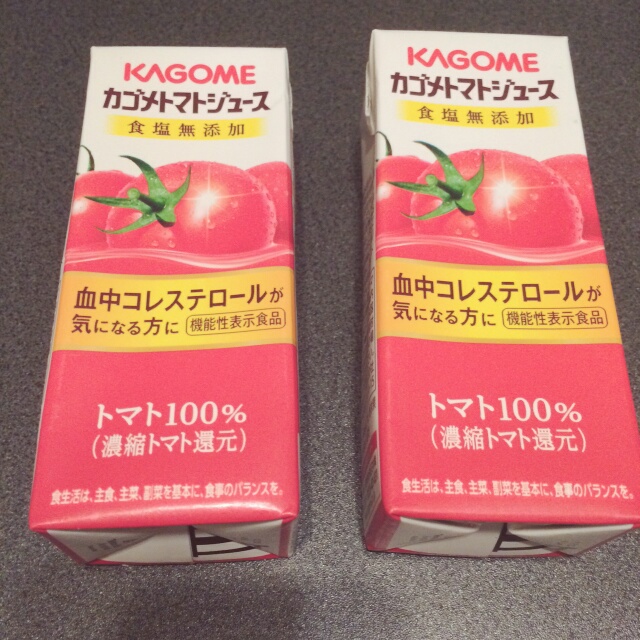 KAGOME
カゴメトマトジュース
食塩無添加
血中コレステロールが
気になる方に 機能性表示食品
トマト100%
(濃縮トマト還元)
食生活は、主食、主菜、副菜を基本に、食事のバランスを。
KAGOME
カゴメトマトジュース
食塩無添加
血中コレステロールが
気になる方に 機能性表示食品
トマト100%
(濃縮トマト還元)
食生活は、主食、主菜、副菜を基本に、食事のバランスを。